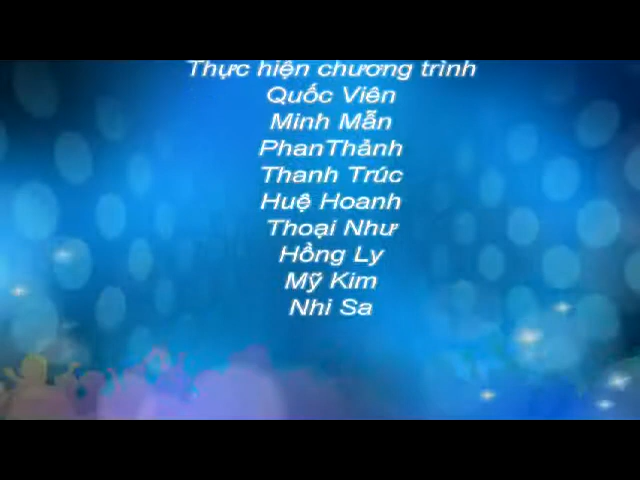 Thực hiện chương trình
Quốc Viên
Minh Mẫn
PhanThảnh
Thanh Trúc
Huệ Hoanh
Thoại Như
Hồng Ly
Mỹ Kim
Nhi Sa